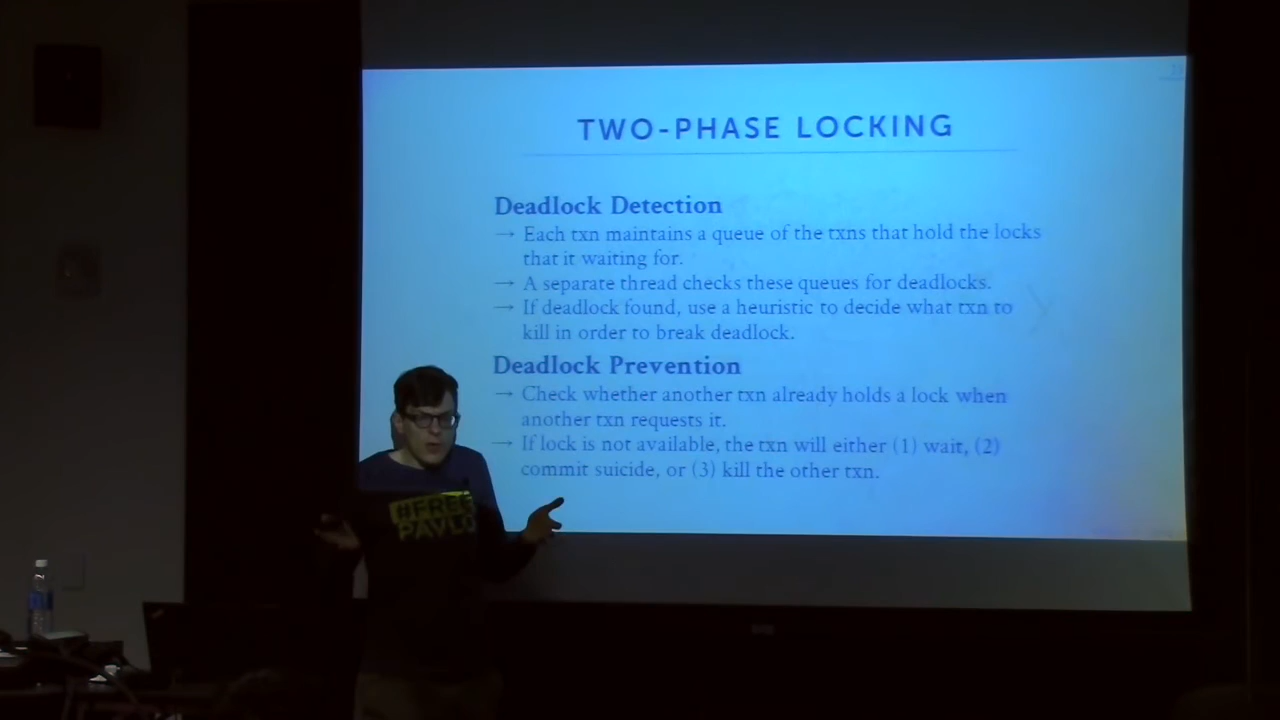 TWO-PHASE LOCKING
Deadlock Detection
→ Each txn maintains a queue of the txns that hold the locks
that it waiting for.
→ A separate thread checks these queues for deadlocks.
→ If deadlock found, use a heuristic to decide what txn to
kill in order to break deadlock.
Deadlock Prevention
→ Check whether another txn already holds a lock when
another txn requests it.
→ If lock is not available, the txn will either (1) wait, (2)
commit suicide, or (3) kill the other txn.
#FREE
PAVLO